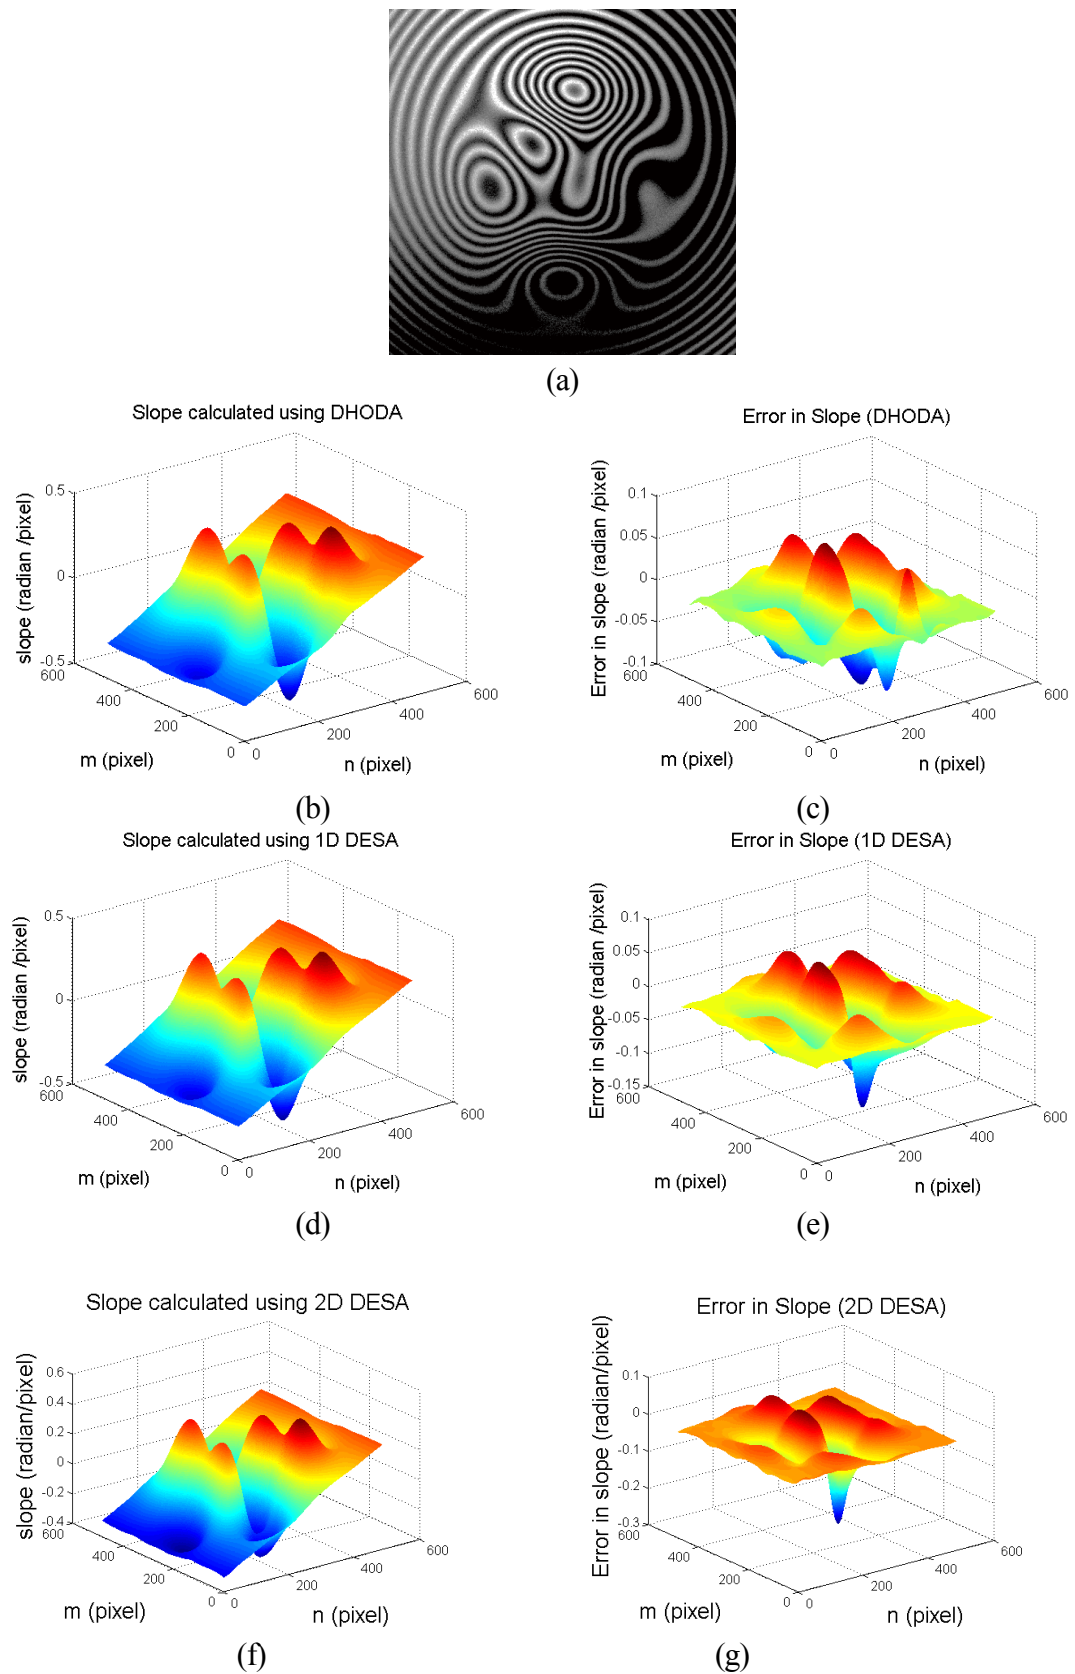 (a)
Slope calculated using DHODA
slope (radian /pixel)
0.5
0
-0.5
600
400
200
0
m (pixel)
0
200
400
600
n (pixel)
(b)
Error in Slope (DHODA)
Error in slope (radian /pixel)
0.1
0.05
0
-0.05
-0.1
600
400
200
0
m (pixel)
0
200
400
600
n (pixel)
(c)
Slope calculated using 1D DESA
slope (radian /pixel)
0.5
0
-0.5
600
400
200
0
m (pixel)
0
200
400
600
n (pixel)
(d)
Error in Slope (1D DESA)
Error in slope (radian /pixel)
0.1
0.05
0
-0.05
-0.1
-0.15
600
400
200
0
m (pixel)
0
200
400
600
n (pixel)
(e)
Slope calculated using 2D DESA
slope (radian/pixel)
0.6
0.4
0.2
0
-0.2
-0.4
600
400
200
0
m (pixel)
0
200
400
600
n (pixel)
(f)
Error in Slope (2D DESA)
Error in slope (radian/pixel)
0.1
0
-0.1
-0.2
-0.3
600
400
200
0
m (pixel)
0
200
400
600
n (pixel)
(g)